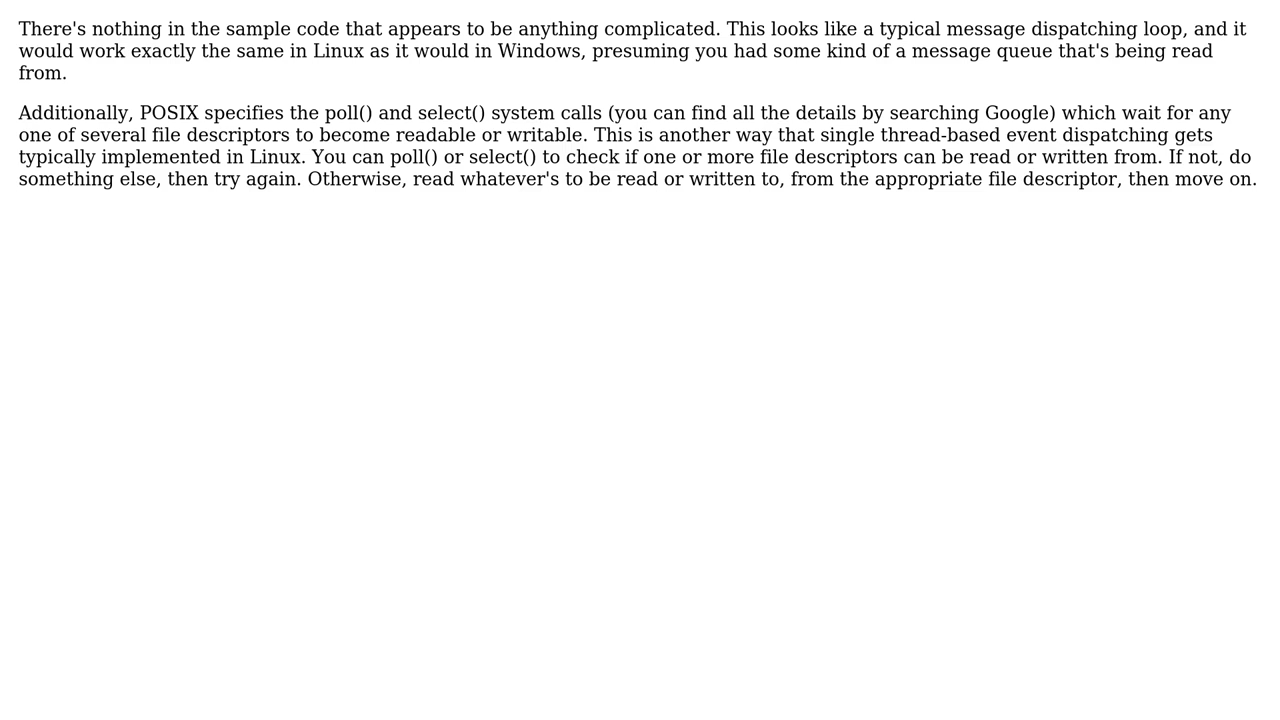 There's nothing in the sample code that appears to be anything complicated. This looks like a typical message dispatching loop, and it
would work exactly the same in Linux as it would in Windows, presuming you had some kind of a message queue that's being read
from.
Additionally, POSIX specifies the poll() and select() system calls (you can find all the details by searching Google) which wait for any
one of several file descriptors to become readable or writable. This is another way that single thread-based event dispatching gets
typically implemented in Linux. You can poll() or select() to check if one or more file descriptors can be read or written from. If not, do
something else, then try again. Otherwise, read whatever's to be read or written to, from the appropriate file descriptor, then move on.